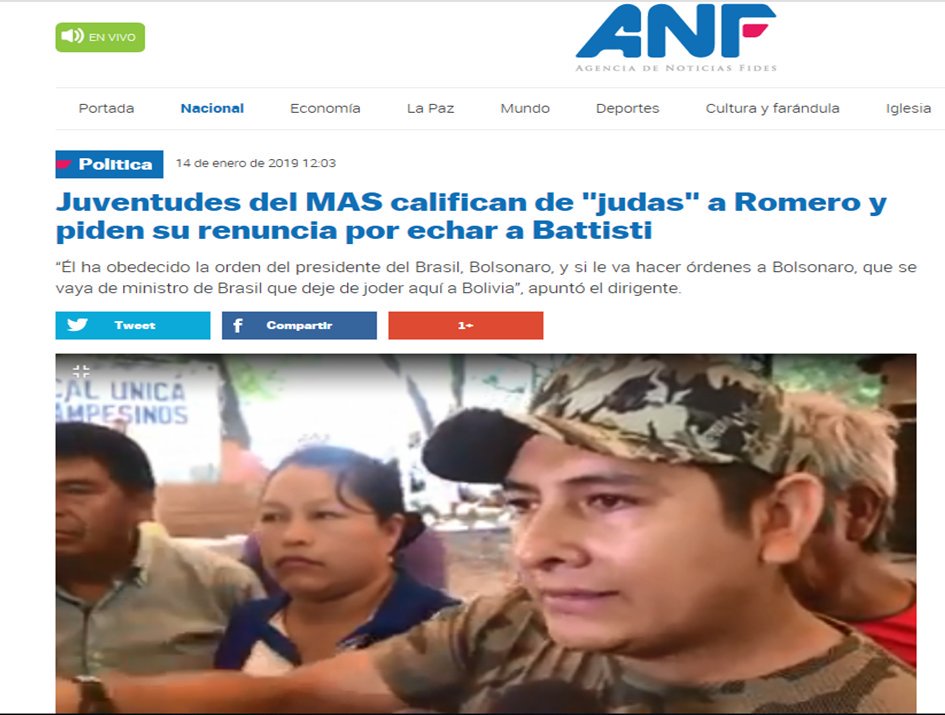 EN VIVO
ANF
AGENCIA DE NOTICIAS FIDES
Portada Nacional Economía La Paz Mundo Deportes Cultura y farándula Iglesia
Política 14 de enero de 2019 12:03
Juventudes del MAS califican de "judas" a Romero y
piden su renuncia por echar a Battisti
“Él ha obedecido la orden del presidente del Brasil, Bolsonaro, y si le va hacer órdenes a Bolsonaro, que se
vaya de ministro de Brasil que deje de joder aquí a Bolivia”, apuntó el dirigente.
Tweet Compartir 1+
CAL UNICA
AMPESINOS